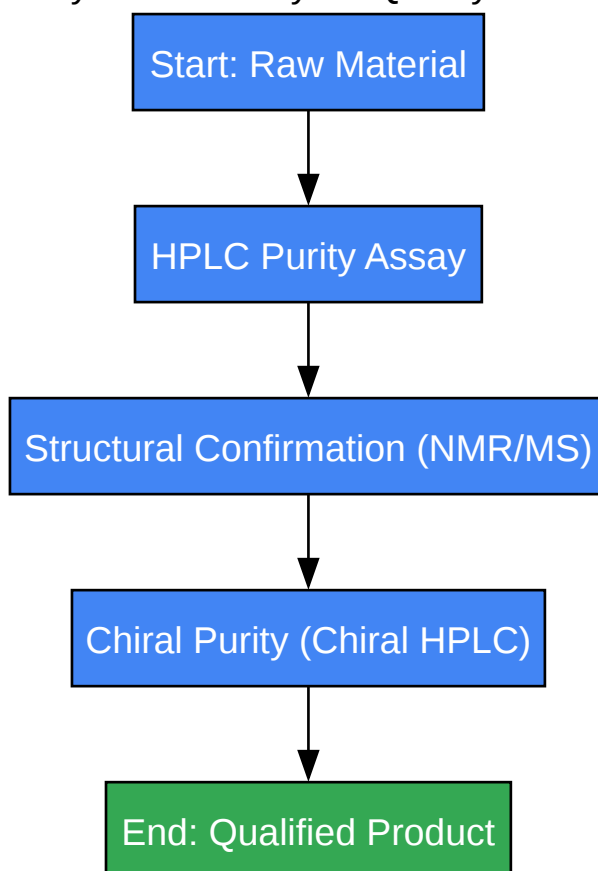 Start: Raw Material
HPLC Purity Assay
Structural Confirmation (NMR/MS)
Chiral Purity (Chiral HPLC)
End: Qualified Product